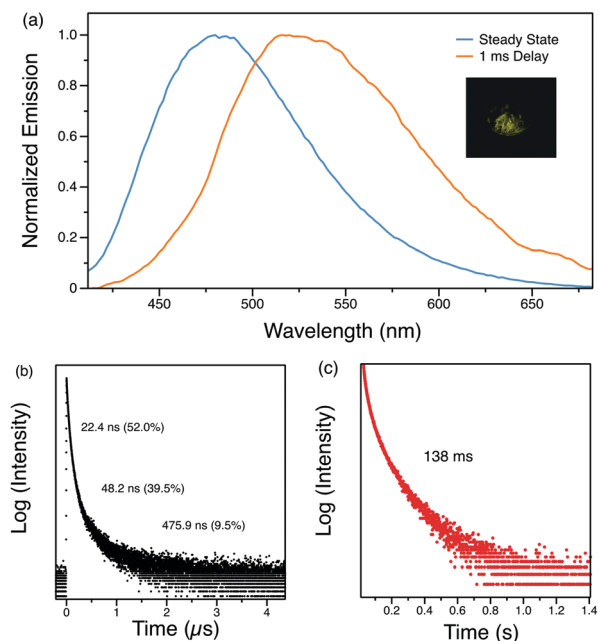 (a)
Steady State
1 ms Delay
1.0
0.8
0.6
0.4
0.2
0
Normalized Emission
450 500 550 600 650
Wavelength (nm)
(b)
22.4 ns (52.0%)
48.2 ns (39.5%)
475.9 ns (9.5%)
Log (Intensity)
0 1 2 3 4
Time (µs)
(c)
138 ms
Log (Intensity)
0.2 0.4 0.6 0.8 1.0 1.2 1.4
Time (s)